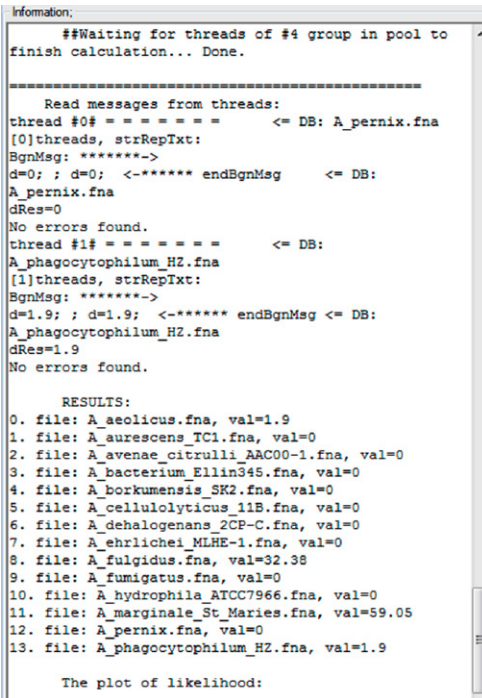 Information;
##Waiting for threads of #4 group in pool to
finish calculation... Done.
===============================================
Read messages from threads:
thread #0# = = = = = = = <= DB: A_pernix.fna
[0]threads, strRepTxt:
BgnMsg: *******->
d=0; ; d=0; <-****** endBgnMsg <= DB:
A_pernix.fna
dRes=0
No errors found.
thread #1# = = = = = = = <= DB:
A_phagocytophilum_HZ.fna
[1]threads, strRepTxt:
BgnMsg: *******->
d=1.9; ; d=1.9; <-****** endBgnMsg <= DB:
A_phagocytophilum_HZ.fna
dRes=1.9
No errors found.
RESULTS:
0. file: A_aeolicus.fna, val=1.9
1. file: A_aurescens_TC1.fna, val=0
2. file: A_avenae_citrulli_AAC00-1.fna, val=0
3. file: A_bacterium_Ellin345.fna, val=0
4. file: A_borkumensis_SK2.fna, val=0
5. file: A_cellulolyticus_11B.fna, val=0
6. file: A_dehalogenans_2CP-C.fna, val=0
7. file: A_ehrlichei_MLHE-1.fna, val=0
8. file: A_fulgidus.fna, val=32.38
9. file: A_fumigatus.fna, val=0
10. file: A_hydrophila_ATCC7966.fna, val=0
11. file: A_marginale_St_Maries.fna, val=59.05
12. file: A_pernix.fna, val=0
13. file: A_phagocytophilum_HZ.fna, val=1.9
The plot of likelihood: